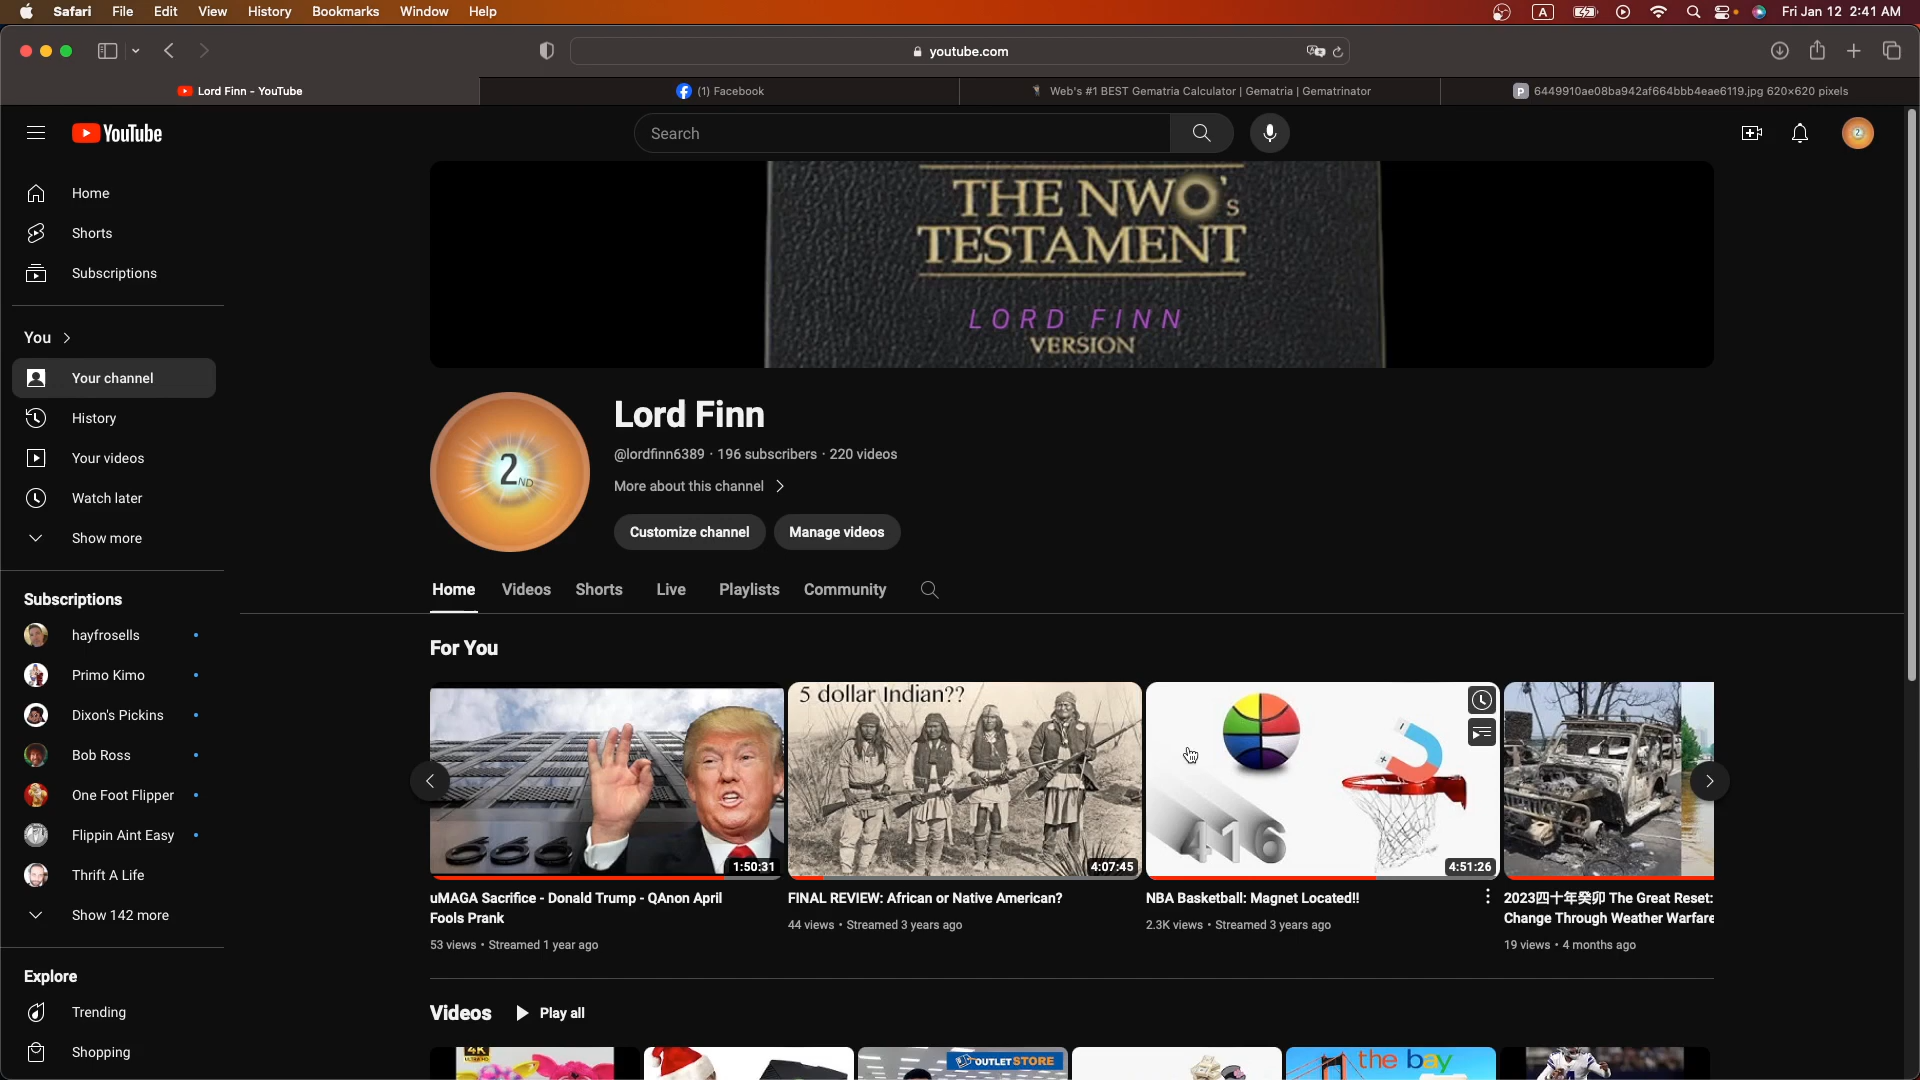 Safari File Edit View History Bookmarks Window Help
A
Fri Jan 12 2:41 AM
youtube.com
Lord Finn - YouTube
(1) Facebook
Web's #1 BEST Gematria Calculator | Gematria | Gematrinator
P 6449910ae08ba942af664bbb4eae6119.jpg 620×620 pixels
YouTube
Search
2
Home
Shorts
Subscriptions
You
Your channel
History
Your videos
Watch later
Show more
Subscriptions
hayfrosells
Primo Kimo
Dixon's Pickins
Bob Ross
One Foot Flipper
Flippin Aint Easy
Thrift A Life
Show 142 more
Explore
Trending
Shopping
THE NWO's
TESTAMENT
LORD FINN
VERSION
2ND
Lord Finn
@lordfinn6389 · 196 subscribers · 220 videos
More about this channel
Customize channel
Manage videos
Home Videos Shorts Live Playlists Community
For You
1:50:31
uMAGA Sacrifice - Donald Trump - QAnon April
Fools Prank
53 views • Streamed 1 year ago
5 dollar Indian??
4:07:45
FINAL REVIEW: African or Native American?
44 views • Streamed 3 years ago
416
4:51:26
NBA Basketball: Magnet Located!!
2.3K views • Streamed 3 years ago
2023四十年癸卯 The Great Reset:
Change Through Weather Warfare
19 views • 4 months ago
Videos
Play all
4K
OUTLET STORE
the bay